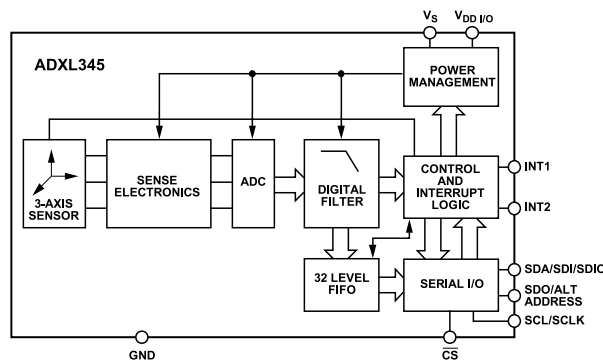 VS VDD I/O
ADXL345
POWER
MANAGEMENT
3-AXIS
SENSOR
SENSE
ELECTRONICS
ADC
DIGITAL
FILTER
CONTROL
AND
INTERRUPT
LOGIC
INT1
INT2
32 LEVEL
FIFO
SERIAL I/O
SDA/SDI/SDIO
SDO/ALT
ADDRESS
SCL/SCLK
GND
CS